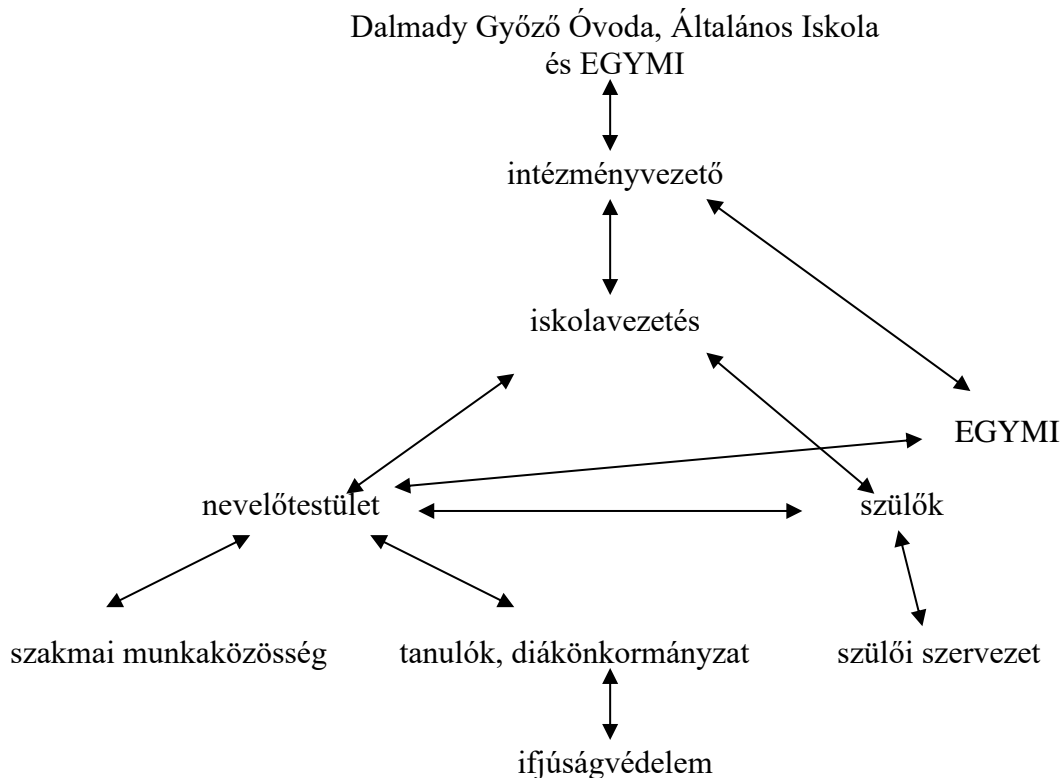 Dalmady Győző Óvoda, Általános Iskola
és EGYMI
intézményvezető
iskolavezetés
EGYMI
nevelőtestület
szülők
szakmai munkaközösség
tanulók, diákönkormányzat
szülői szervezet
ifjúságvédelem